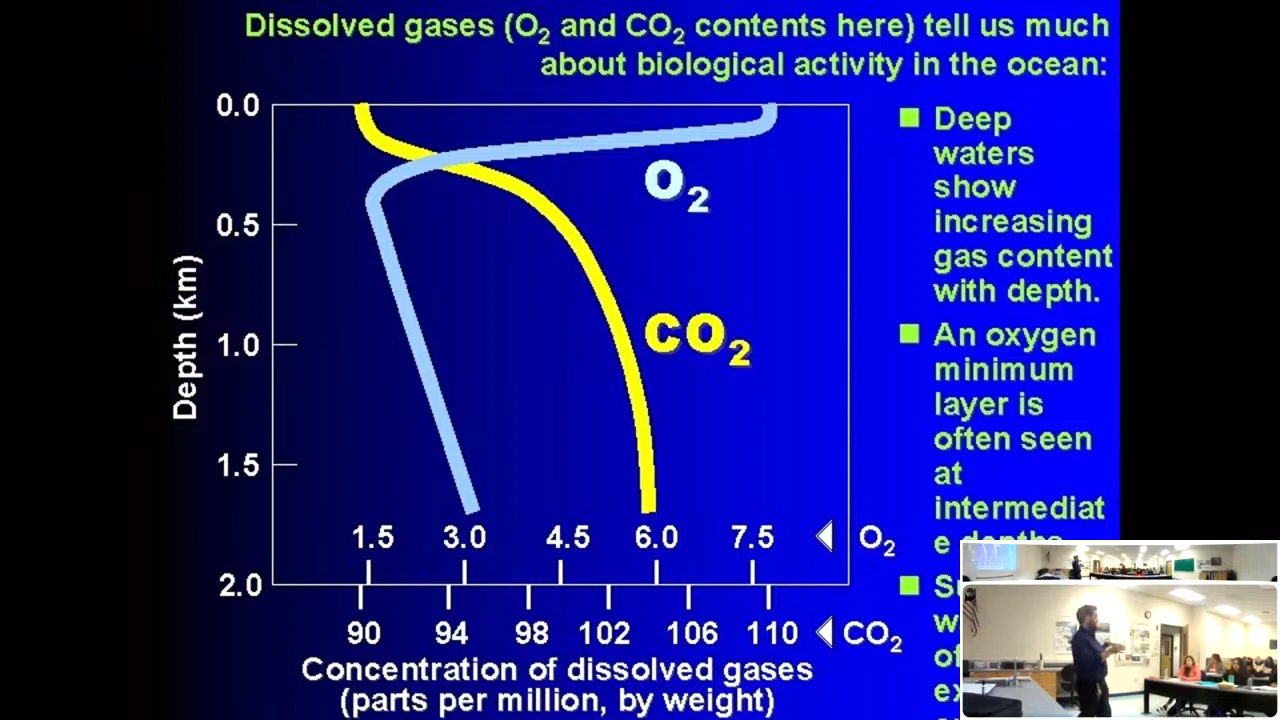 Dissolved gases (O₂ and CO₂ contents here) tell us much
about biological activity in the ocean:
0.0
0.5
1.0
1.5
2.0
Depth (km)
O₂
CO₂
1.5 3.0 4.5 6.0 7.5 O₂
90 94 98 102 106 110 CO₂
Concentration of dissolved gases
(parts per million, by weight)
Deep
waters
show
increasing
gas content
with depth.
An oxygen
minimum
layer is
often seen
at
intermediat
e depths